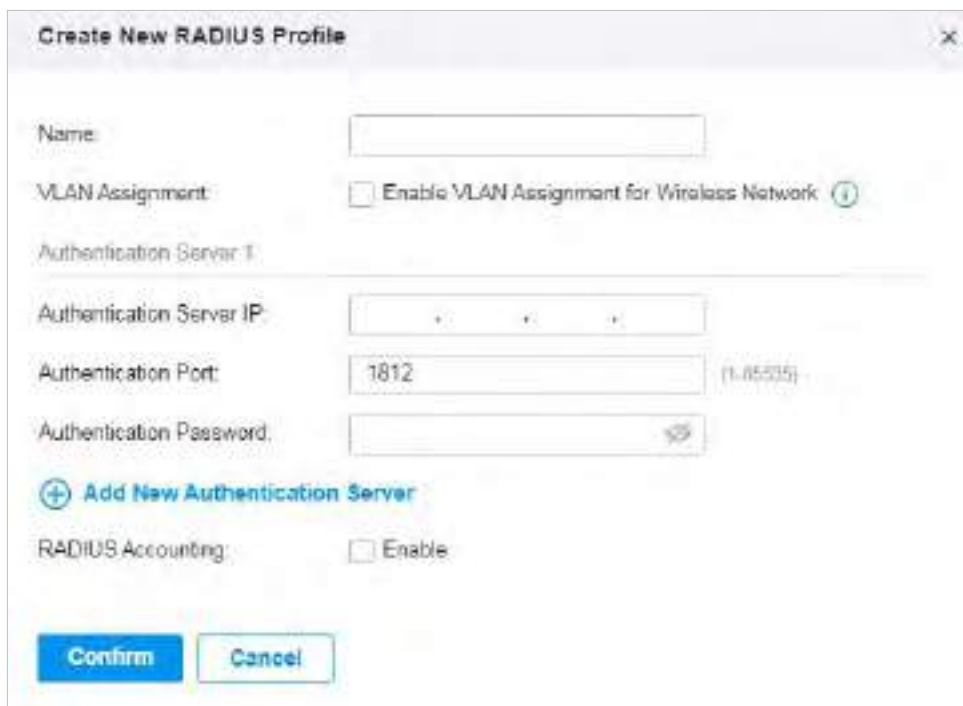 Create New RADIUS Profile
Name:
VLAN Assignment: Enable VLAN Assignment for Wireless Network
Authentication Server 1
Authentication Server IP: . . .
Authentication Port: 1812 (1-65535)
Authentication Password:
Add New Authentication Server
RADIUS Accounting: Enable
Confirm Cancel